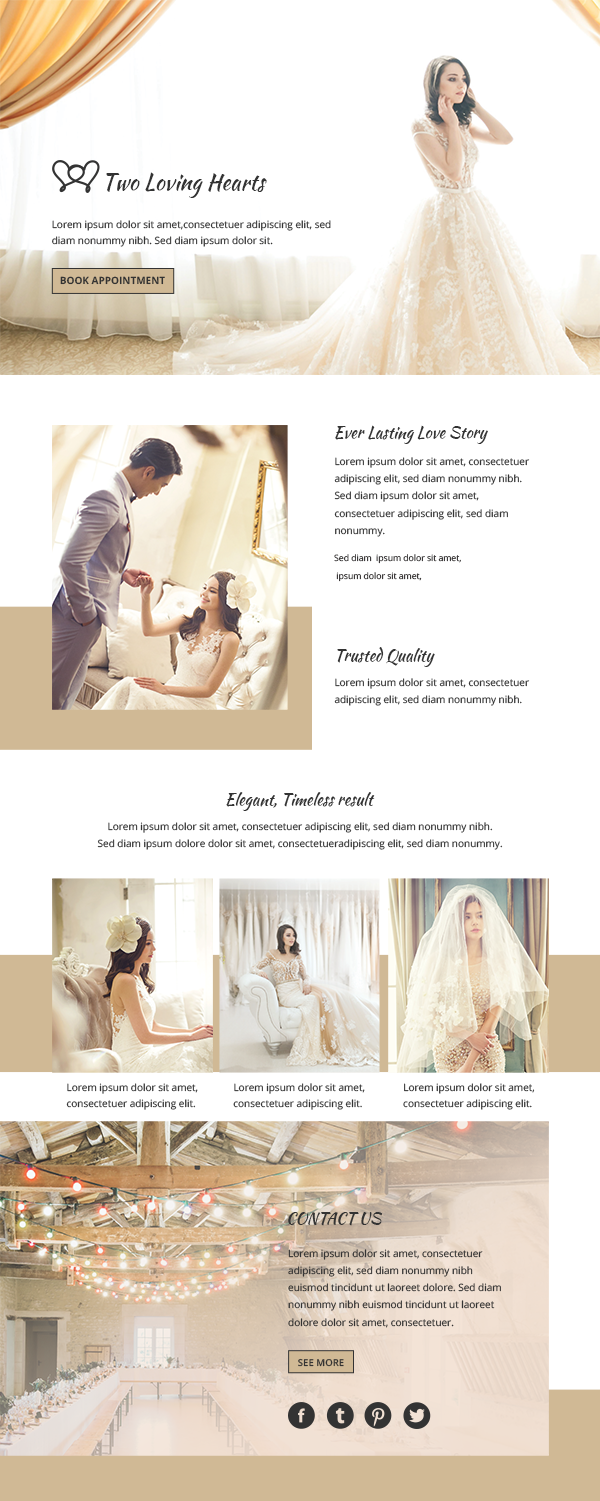 Two Loving Hearts
Lorem ipsum dolor sit amet,consectetuer adipiscing elit, sed
diam nonummy nibh. Sed diam ipsum dolor sit.
BOOK APPOINTMENT
Ever Lasting Love Story
Lorem ipsum dolor sit amet, consectetuer
adipiscing elit, sed diam nonummy nibh.
Sed diam ipsum dolor sit amet,
consectetuer adipiscing elit, sed diam
nonummy.
Sed diam ipsum dolor sit amet,
ipsum dolor sit amet,
Trusted Quality
Lorem ipsum dolor sit amet, consectetuer
adipiscing elit, sed diam nonummy nibh.
Elegant, Timeless result
Lorem ipsum dolor sit amet, consectetuer adipiscing elit, sed diam nonummy nibh.
Sed diam ipsum dolore dolor sit amet, consectetueradipiscing elit, sed diam nonummy.
Lorem ipsum dolor sit amet,
consectetuer adipiscing elit.
Lorem ipsum dolor sit amet,
consectetuer adipiscing elit.
Lorem ipsum dolor sit amet,
consectetuer adipiscing elit.
CONTACT US
Lorem ipsum dolor sit amet, consectetuer
adipiscing elit, sed diam nonummy nibh
euismod tincidunt ut laoreet dolore. Sed diam
nonummy nibh euismod tincidunt ut laoreet
dolore dolor sit amet, consectetuer.
SEE MORE